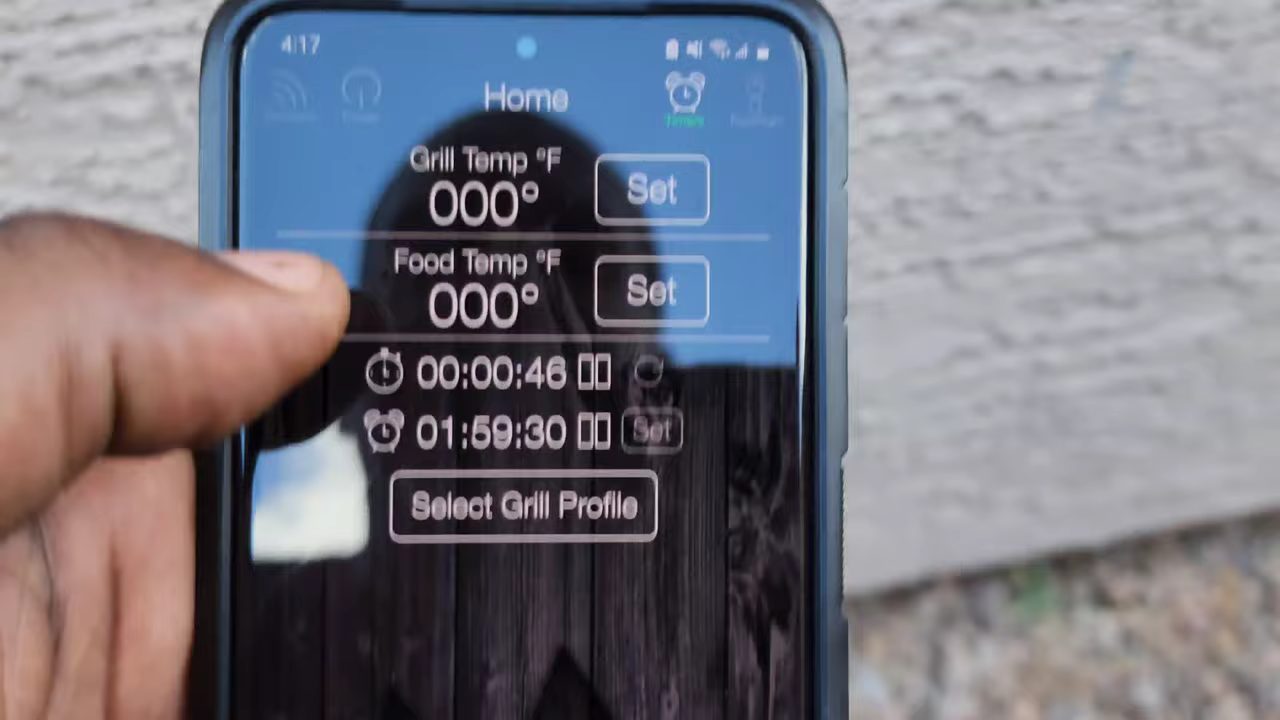 4:17
Home
Timers
Grill Temp °F
000°
Set
Food Temp °F
000°
Set
00:00:46
01:59:30
Set
Select Grill Profile